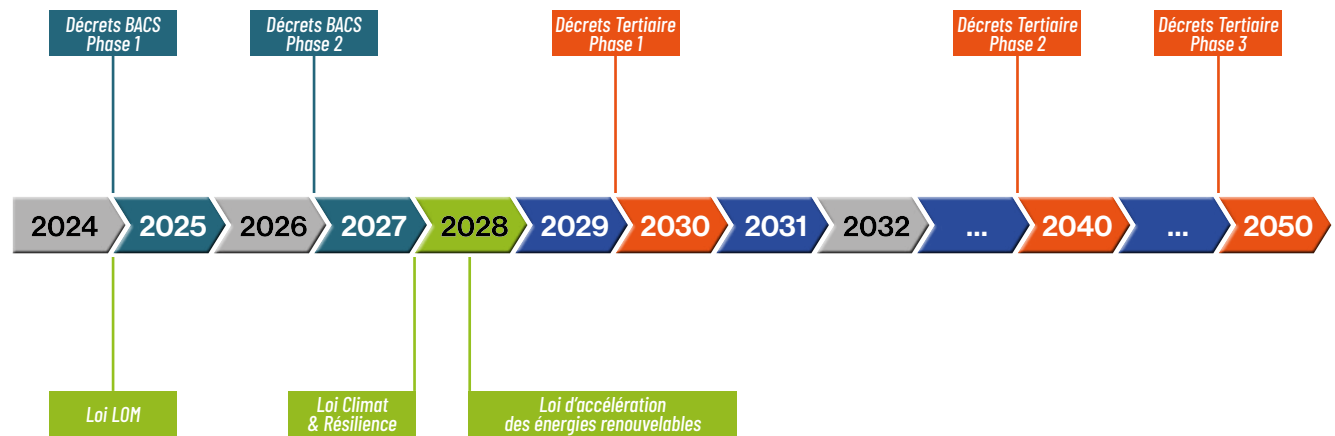 Décrets BACS
Phase 1
Décrets BACS
Phase 2
Décrets Tertiaire
Phase 1
Décrets Tertiaire
Phase 2
Décrets Tertiaire
Phase 3
2024
2025
2026
2027
2028
2029
2030
2031
2032
...
2040
...
2050
Loi LOM
Loi Climat
& Résilience
Loi d'accélération
des énergies renouvelables